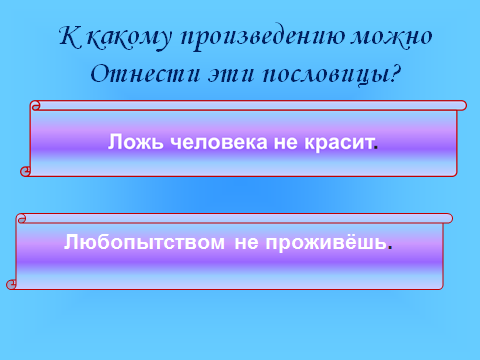 К какому произведению можно
Отнести эти пословицы?
Ложь человека не красит.
Любопытством не проживёшь.